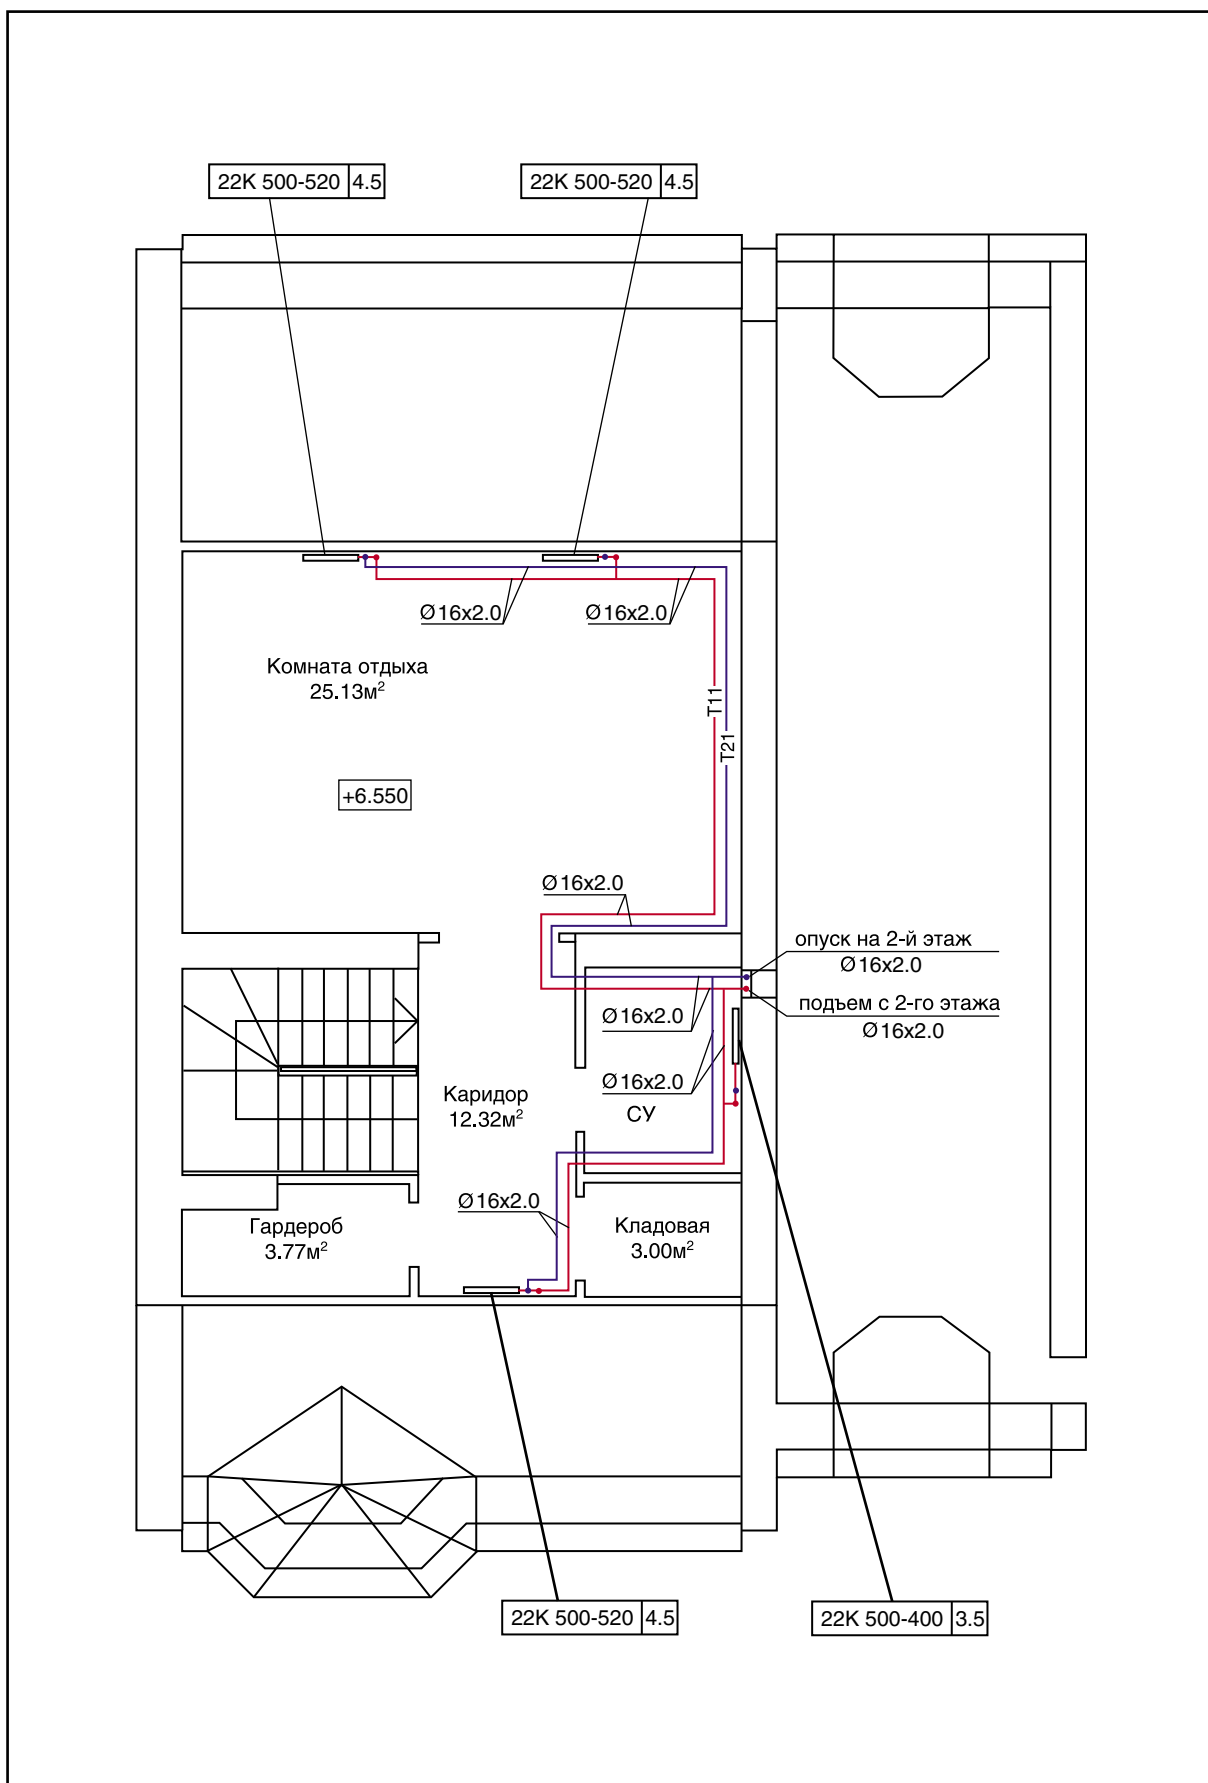 22K 500-520 4.5
22K 500-520 4.5
Ø16x2.0
Ø16x2.0
Комната отдыха
25.13м²
T11
T21
+6.550
Ø16x2.0
опуск на 2-й этаж
Ø16x2.0
подъем с 2-го этажа
Ø16x2.0
Ø16x2.0
Ø16x2.0
СУ
Каридор
12.32м²
Ø16x2.0
Гардероб
3.77м²
Кладовая
3.00м²
22K 500-520 4.5
22K 500-400 3.5